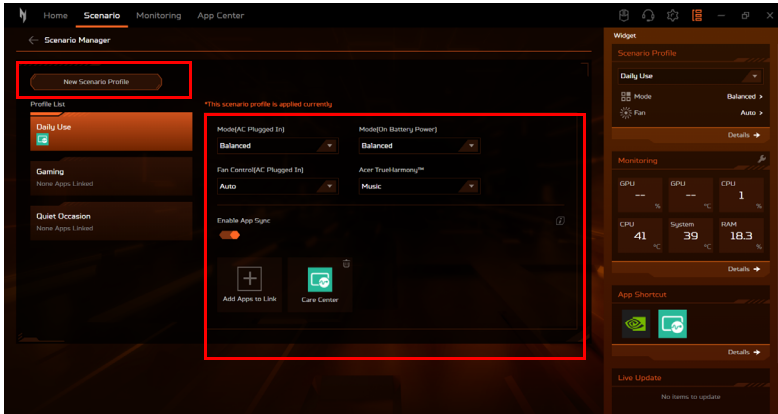 Home Scenario Monitoring App Center
Scenario Manager
New Scenario Profile
Profile List
Daily Use
Gaming
None Apps Linked
Quiet Occasion
None Apps Linked
*This scenario profile is applied currently
Mode(AC Plugged In) Mode(On Battery Power)
Balanced Balanced
Fan Control(AC Plugged In) Acer TrueHarmony™
Auto Music
Enable App Sync
Add Apps to Link Care Center
Widget
Scenario Profile
Daily Use
Mode Balanced >
Fan Auto >
Details →
Monitoring
GPU GPU CPU
-- -- 1
% °C %
CPU System RAM
41 39 18.3
°C °C %
Details →
App Shortcut
Details →
Live Update
No items to update